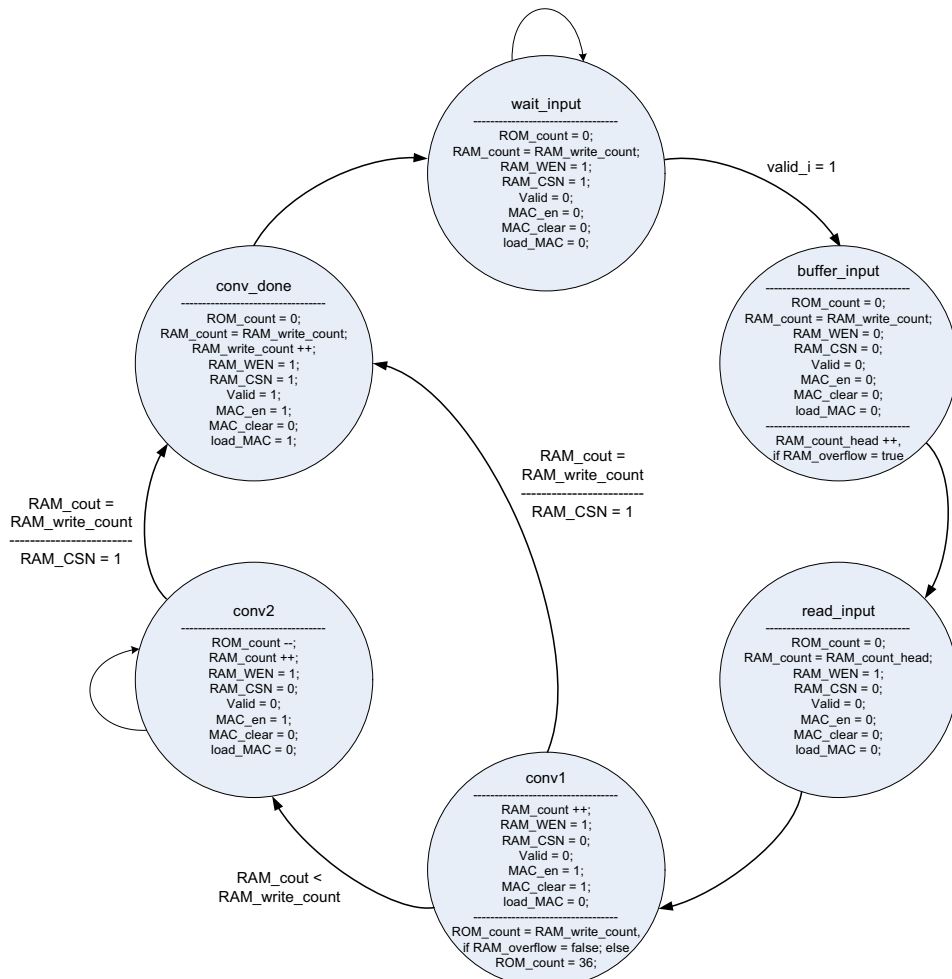 wait_input
---------------------------------
ROM_count = 0;
RAM_count = RAM_write_count;
RAM_WEN = 1;
RAM_CSN = 1;
Valid = 0;
MAC_en = 0;
MAC_clear = 0;
load_MAC = 0;
valid_i = 1
buffer_input
---------------------------------
ROM_count = 0;
RAM_count = RAM_write_count;
RAM_WEN = 0;
RAM_CSN = 0;
Valid = 0;
MAC_en = 0;
MAC_clear = 0;
load_MAC = 0;
---------------------------------
RAM_count_head ++,
if RAM_overflow = true
read_input
---------------------------------
ROM_count = 0;
RAM_count = RAM_count_head;
RAM_WEN = 1;
RAM_CSN = 0;
Valid = 0;
MAC_en = 0;
MAC_clear = 0;
load_MAC = 0;
conv1
---------------------------------
RAM_count ++;
RAM_WEN = 1;
RAM_CSN = 0;
Valid = 0;
MAC_en = 1;
MAC_clear = 1;
load_MAC = 0;
---------------------------------
ROM_count = RAM_write_count,
if RAM_overflow = false; else
ROM_count = 36;
RAM_cout =
RAM_write_count
-------------------------
RAM_CSN = 1
RAM_cout <
RAM_write_count
conv2
---------------------------------
ROM_count --;
RAM_count ++;
RAM_WEN = 1;
RAM_CSN = 0;
Valid = 0;
MAC_en = 1;
MAC_clear = 0;
load_MAC = 0;
RAM_cout =
RAM_write_count
-------------------------
RAM_CSN = 1
conv_done
---------------------------------
ROM_count = 0;
RAM_count = RAM_write_count;
RAM_write_count ++;
RAM_WEN = 1;
RAM_CSN = 1;
Valid = 1;
MAC_en = 1;
MAC_clear = 0;
load_MAC = 1;